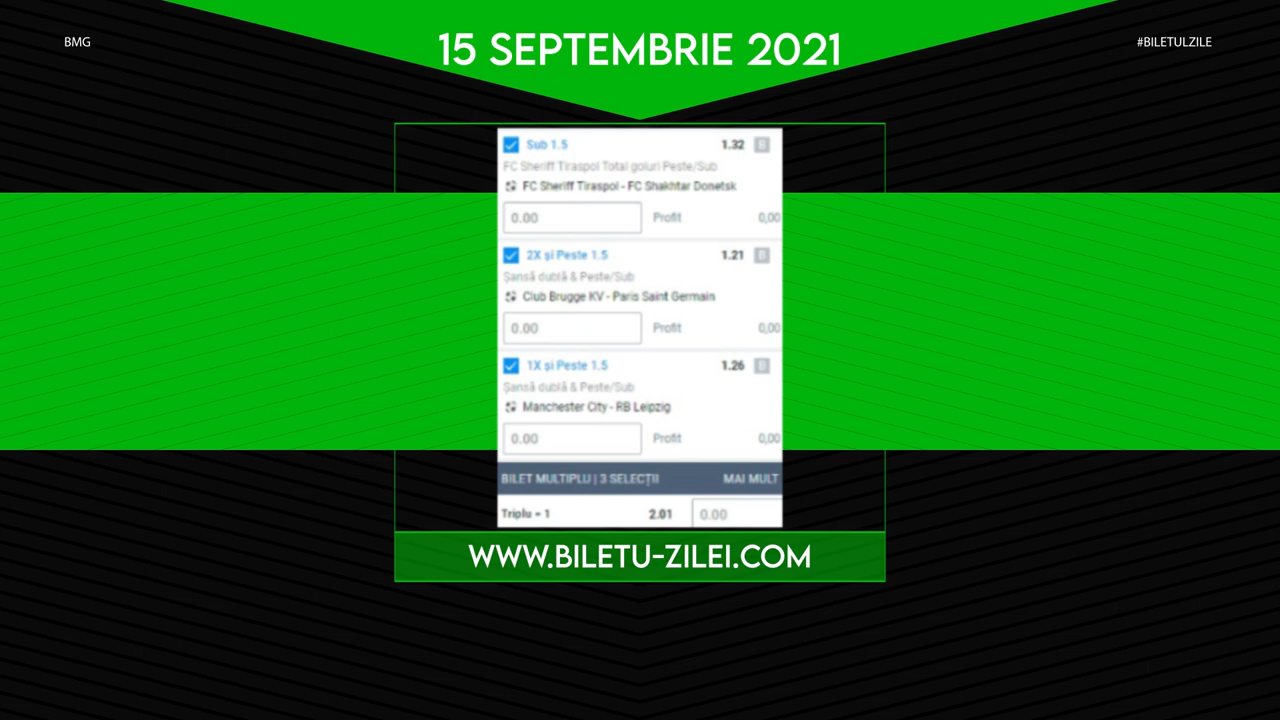 BMG
15 SEPTEMBRIE 2021
#BILETULZILE
Sub 1.5 1.32 B
FC Sheriff Tiraspol Total goluri Peste/Sub
FC Sheriff Tiraspol - FC Shakhtar Donetsk
0.00 Profit 0,00
2X și Peste 1.5 1.21 B
Șansă dublă & Peste/Sub
Club Brugge KV - Paris Saint Germain
0.00 Profit 0,00
1X și Peste 1.5 1.26 B
Șansă dublă & Peste/Sub
Manchester City - RB Leipzig
0.00 Profit 0,00
BILET MULTIPLU | 3 SELECȚII MAI MULT
Triplu = 1 2.01 0.00
WWW.BILETU-ZILEI.COM